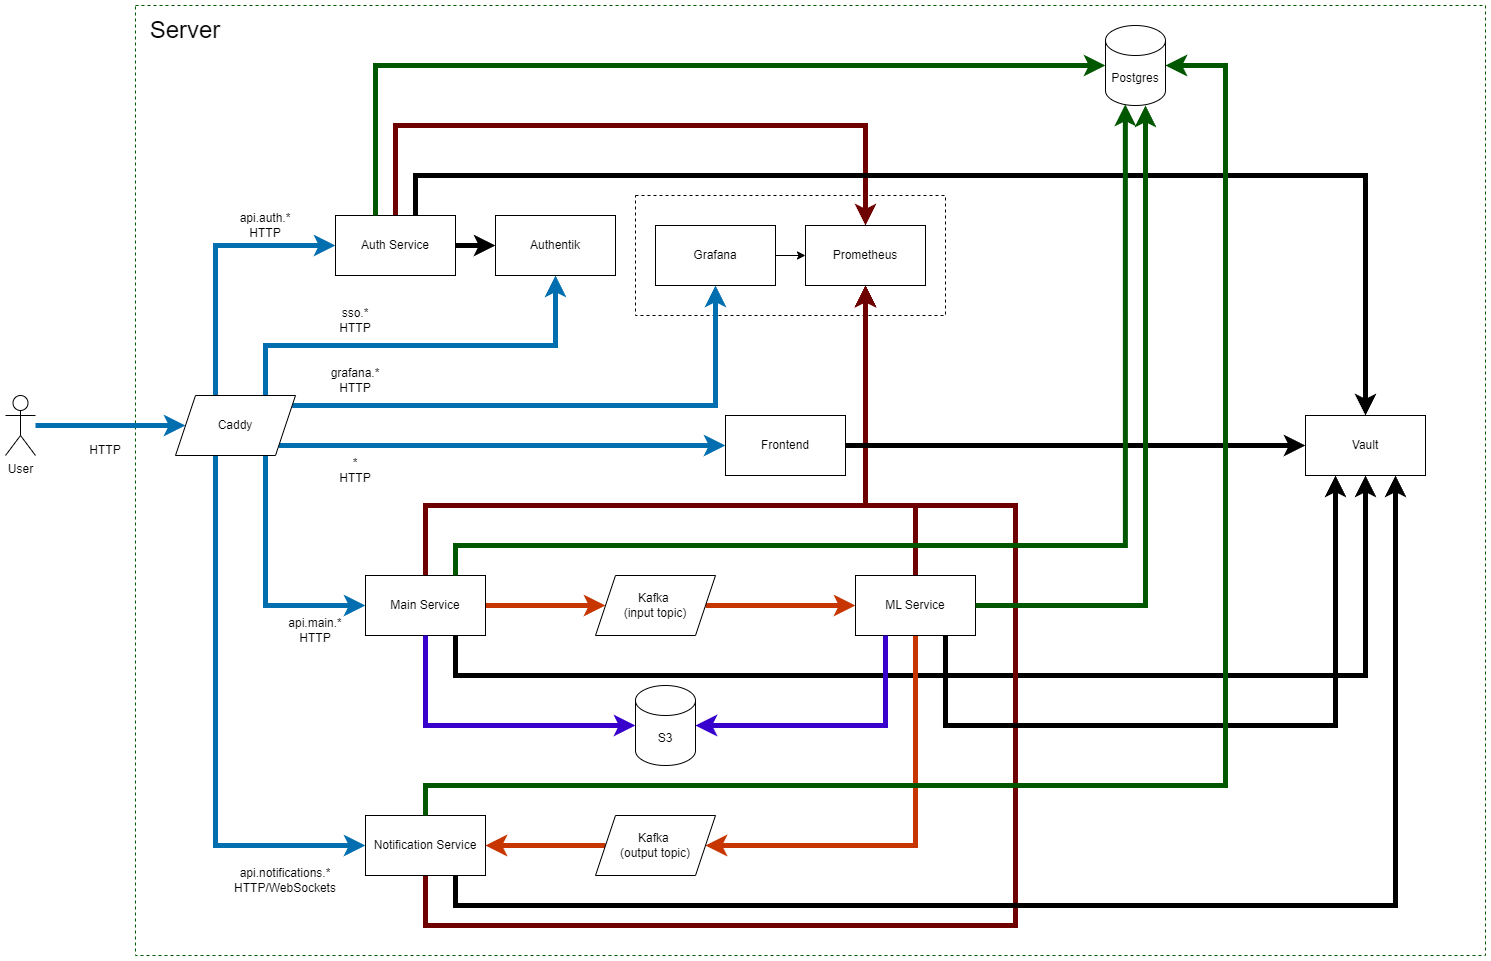 Server
Postgres
api.auth.*
HTTP
Auth Service
Authentik
Grafana
Prometheus
sso.*
HTTP
grafana.*
HTTP
Caddy
User
HTTP
*
HTTP
Frontend
Vault
Main Service
Kafka
(input topic)
ML Service
api.main.*
HTTP
S3
Notification Service
Kafka
(output topic)
api.notifications.*
HTTP/WebSockets